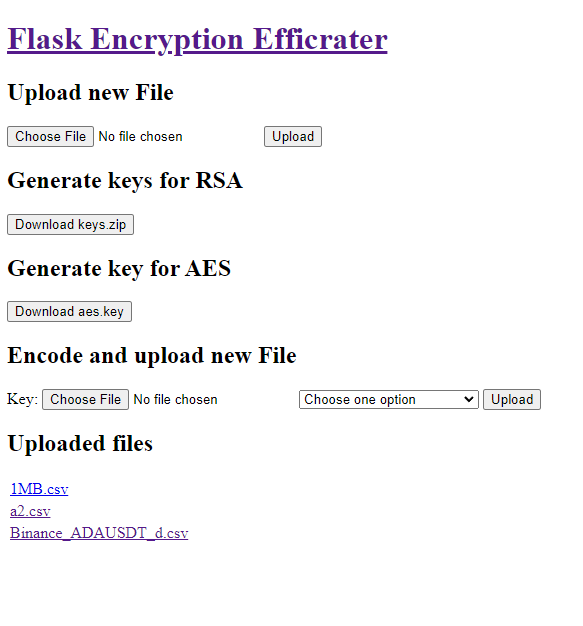 Flask Encryption Efficrater
Upload new File
Choose File No file chosen Upload
Generate keys for RSA
Download keys.zip
Generate key for AES
Download aes.key
Encode and upload new File
Key: Choose File No file chosen Choose one option Upload
Uploaded files
1MB.csv
a2.csv
Binance_ADAUSDT_d.csv